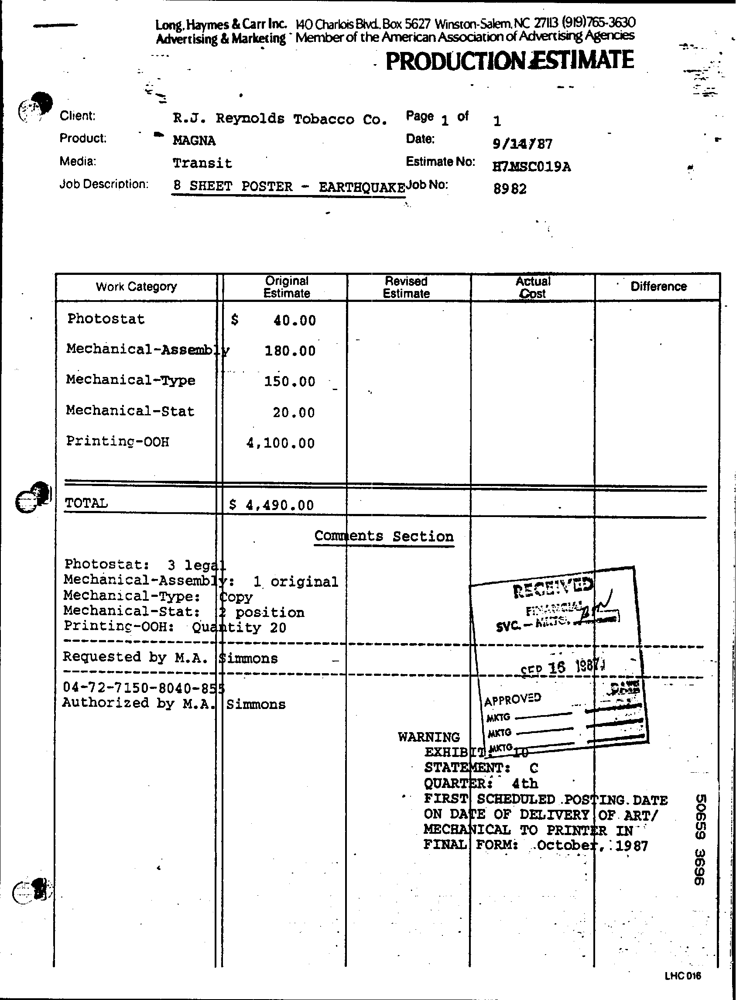 Long, Haymes & Carr Inc. 140 Charlois Blvd. Box 5627 Winston-Salem, NC 27113 (919)765-3630
Advertising & Marketing Member of the American Association of Advertising Agencies
PRODUCTION ESTIMATE
Client: R.J. Reynolds Tobacco Co. Page 1 of 1
Product: MAGNA Date: 9/14/87
Media: Transit Estimate No: H7MSC019A
Job Description: 8 SHEET POSTER - EARTHQUAKE Job No: 8982
Work Category Original Estimate Revised Estimate Actual Cost Difference
Photostat $ 40.00
Mechanical-Assembly 180.00
Mechanical-Type 150.00
Mechanical-Stat 20.00
Printing-OOH 4,100.00
TOTAL $ 4,490.00
Comments Section
Photostat: 3 legal
Mechanical-Assembly: 1 original
Mechanical-Type: Copy
Mechanical-Stat: 2 position
Printing-OOH: Quantity 20
RECEIVED
FINANCIAL
SVC. - MKTG.
Requested by M.A. Simmons
SEP 16 1987
04-72-7150-8040-855
Authorized by M.A. Simmons
APPROVED DATE
MKTG
MKTG
MKTG
WARNING
EXHIBIT: 10
STATEMENT: C
QUARTER: 4th
FIRST SCHEDULED POSTING DATE
ON DATE OF DELIVERY OF ART/
MECHANICAL TO PRINTER IN
FINAL FORM: October, 1987
50659 3696
LHC 016